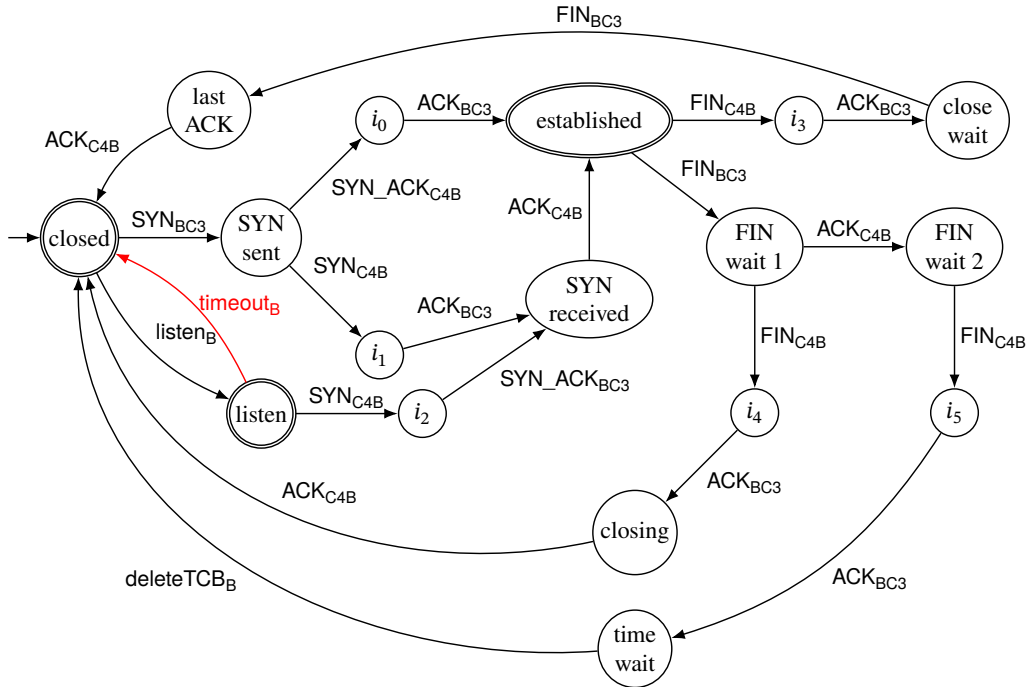 FIN_BC3
last
ACK
i_0
ACK_BC3
established
FIN_C4B
i_3
ACK_BC3
close
wait
ACK_C4B
FIN_BC3
SYN_ACK_C4B
ACK_C4B
closed
SYN_BC3
SYN
sent
FIN
wait 1
ACK_C4B
FIN
wait 2
SYN_C4B
timeout_B
ACK_BC3
SYN
received
listen_B
FIN_C4B
FIN_C4B
i_1
SYN_ACK_BC3
listen
SYN_C4B
i_2
i_4
i_5
ACK_C4B
ACK_BC3
closing
deleteTCB_B
ACK_BC3
time
wait